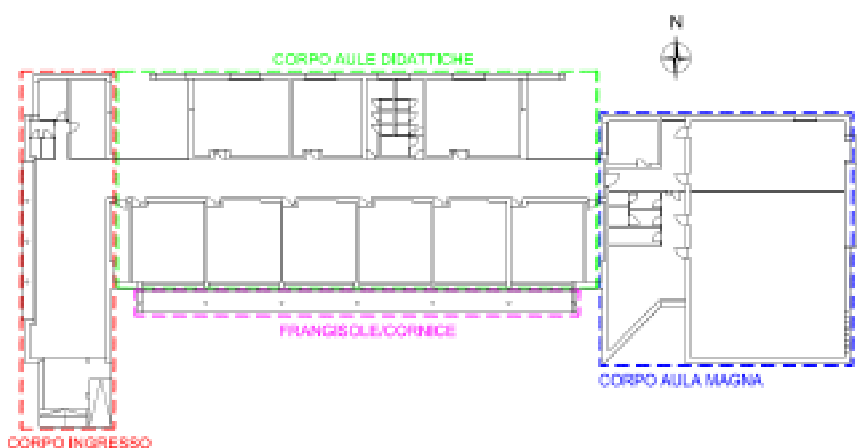 N
CORPO AULE DIDATTICHE
FRANGISOLE/CORNICE
CORPO AULA MAGNA
CORPO INGRESSO